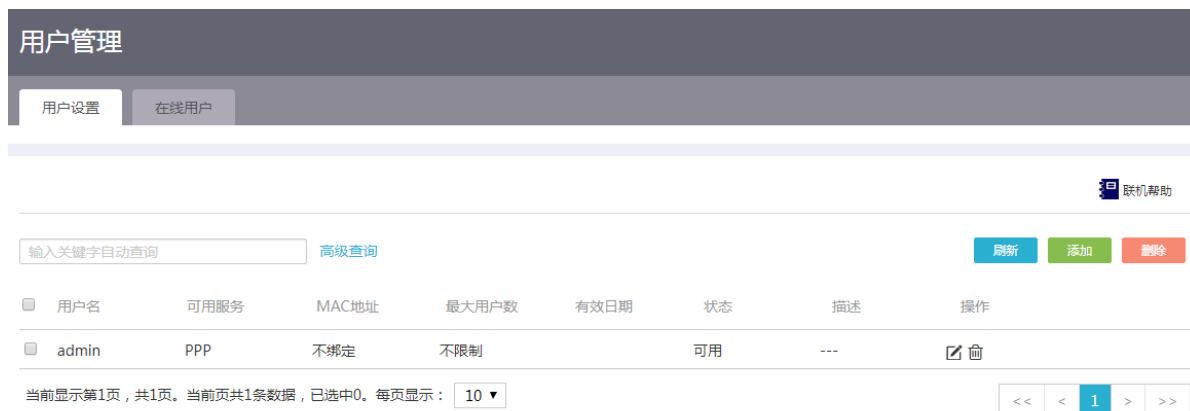 用户管理
用户设置 在线用户
联机帮助
输入关键字自动查询 高级查询 刷新 添加 删除
用户名 可用服务 MAC地址 最大用户数 有效日期 状态 描述 操作
admin PPP 不绑定 不限制 可用 ---
当前显示第1页，共1页。当前页共1条数据，已选中0。每页显示： 10 ▼
<< < 1 > >>